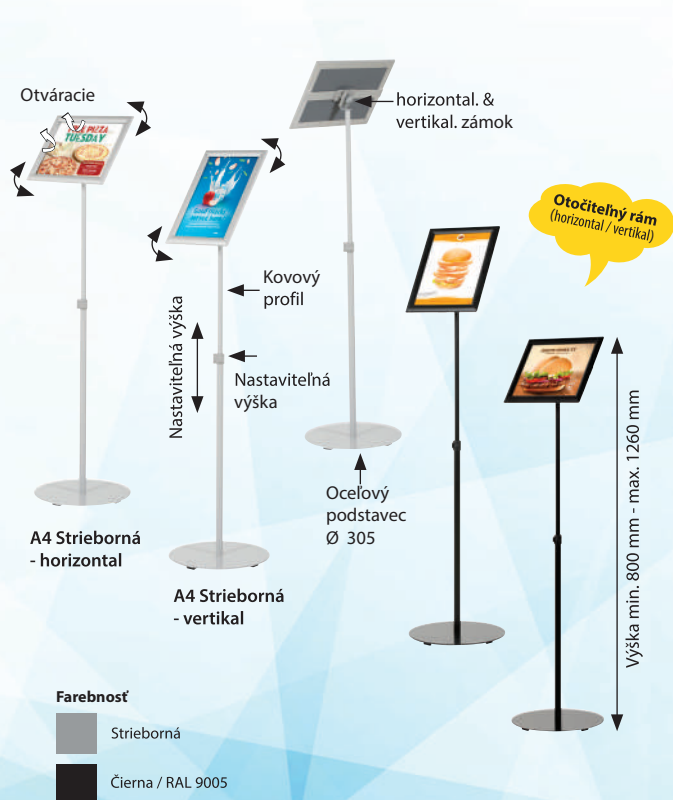 Otváracie
horizontal. &
vertikal. zámok
TUESDAY
Otočiteľný rám
(horizontal / vertikal)
Kovový
profil
Nastaviteľná výška
Nastaviteľná
výška
Oceľový
podstavec
Ø 305
Výška min. 800 mm - max. 1260 mm
A4 Strieborná
- horizontal
A4 Strieborná
- vertikal
Farebnosť
Strieborná
Čierna / RAL 9005